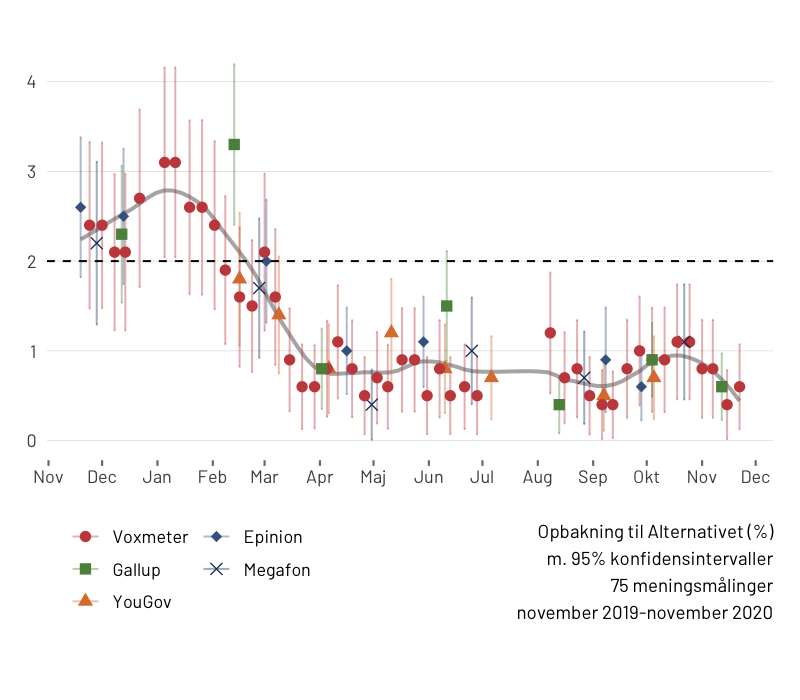 4
3
2
1
0
Nov Dec Jan Feb Mar Apr Maj Jun Jul Aug Sep Okt Nov Dec
Voxmeter Epinion
Gallup Megafon
YouGov
Opbakning til Alternativet (%)
m. 95% konfidensintervaller
75 meningsmålinger
november 2019-november 2020